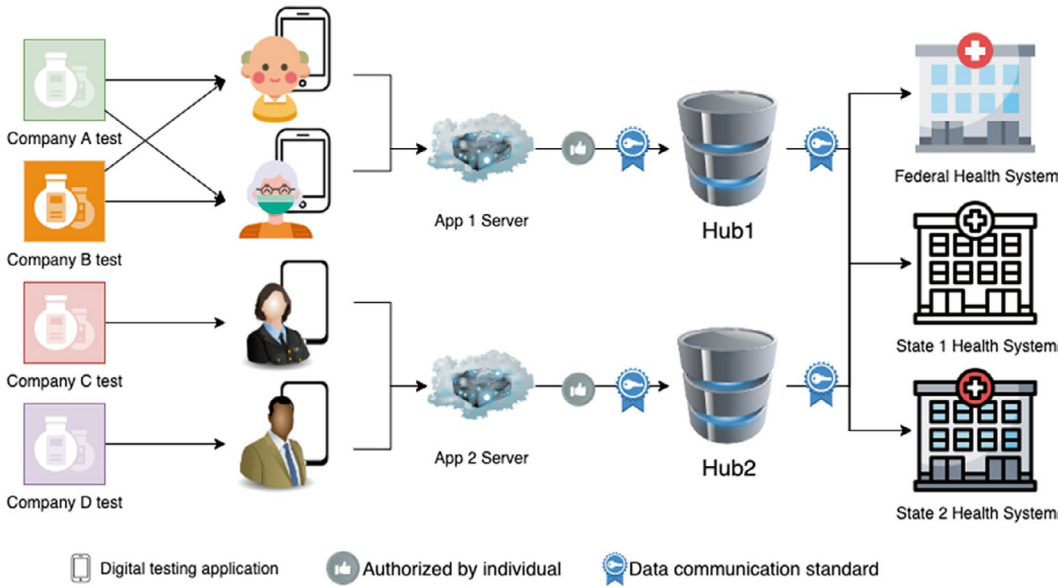 Company A test
Company B test
Company C test
Company D test
App 1 Server
App 2 Server
Hub1
Hub2
Federal Health System
State 1 Health System
State 2 Health System
Digital testing application
Authorized by individual
Data communication standard